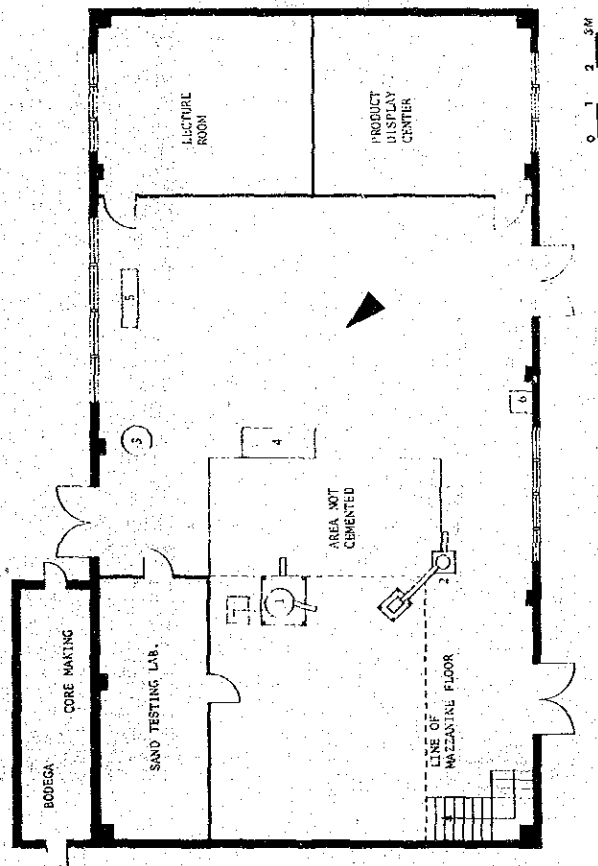 LECTURE
ROOM
PRODUCT
DISPLAY
CENTER
0 1 2 3M
5
3
4
6
AREA NOT
CEMENTED
1
2
BODEGA
CORE MAKING
SAND TESTING LAB.
LINE OF
MAZZANINE FLOOR